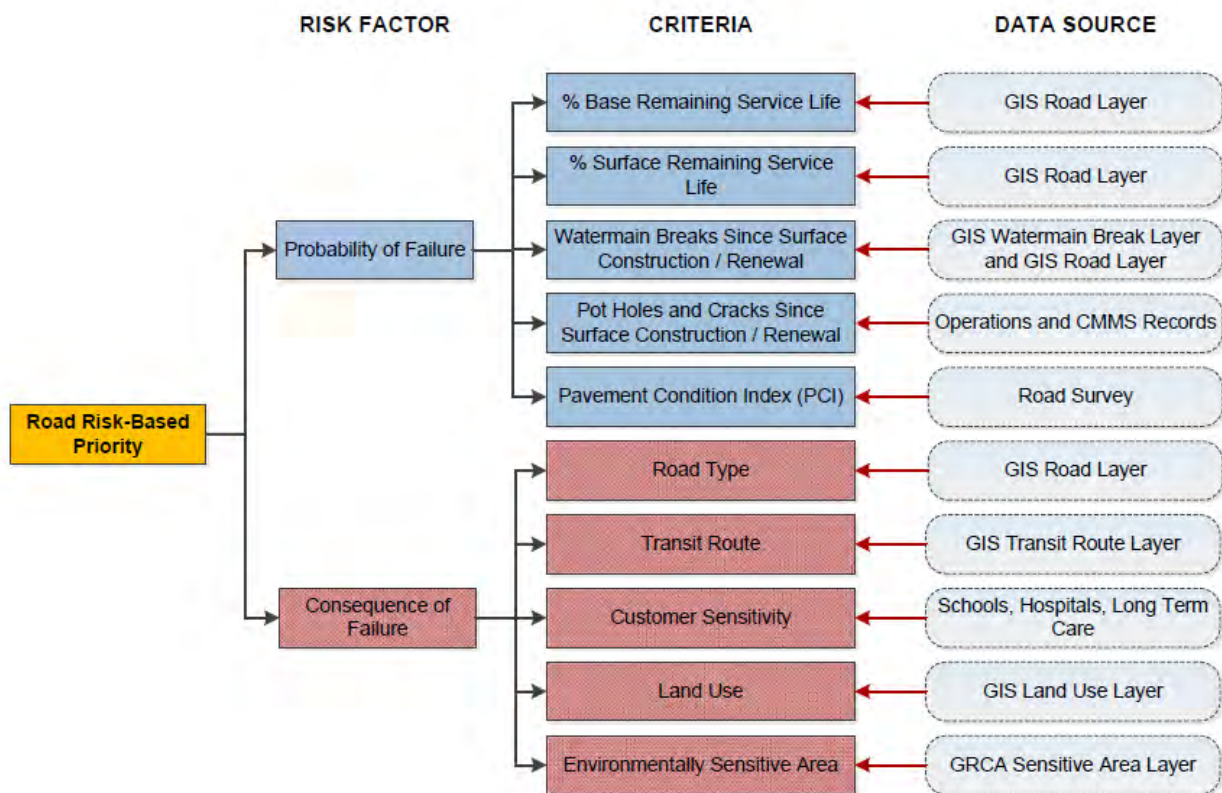 RISK FACTOR
CRITERIA
DATA SOURCE
% Base Remaining Service Life
GIS Road Layer
% Surface Remaining Service
Life
GIS Road Layer
Probability of Failure
Watermain Breaks Since Surface
Construction / Renewal
GIS Watermain Break Layer
and GIS Road Layer
Pot Holes and Cracks Since
Surface Construction / Renewal
Operations and CMMS Records
Pavement Condition Index (PCI)
Road Survey
Road Risk-Based
Priority
Road Type
GIS Road Layer
Transit Route
GIS Transit Route Layer
Consequence of
Failure
Customer Sensitivity
Schools, Hospitals, Long Term
Care
Land Use
GIS Land Use Layer
Environmentally Sensitive Area
GRCA Sensitive Area Layer